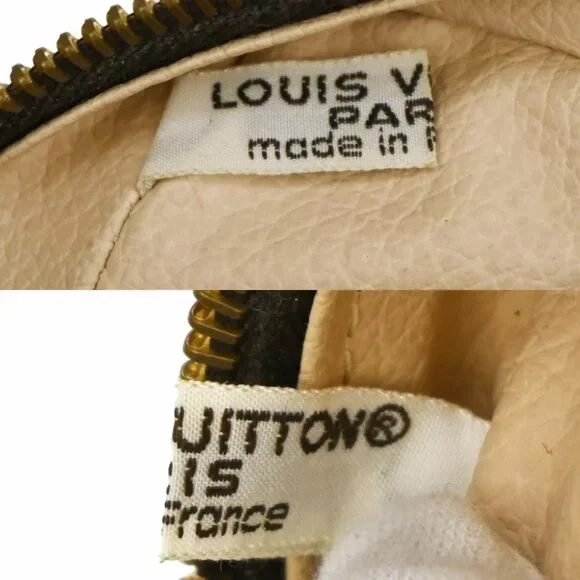 LOUIS V
PAR
made in F
UITTON®
IS
France